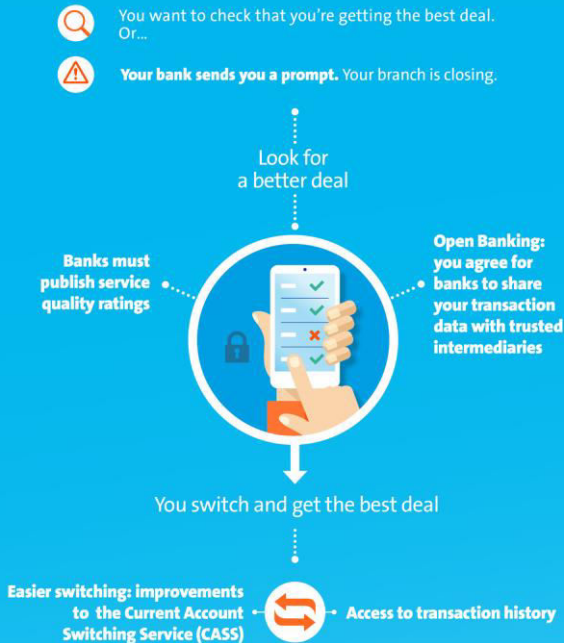 You want to check that you're getting the best deal.
Or...
Your bank sends you a prompt. Your branch is closing.
Look for
a better deal
Banks must
publish service
quality ratings
Open Banking:
you agree for
banks to share
your transaction
data with trusted
intermediaries
You switch and get the best deal
Easier switching: improvements
to the Current Account
Switching Service (CASS)
Access to transaction history